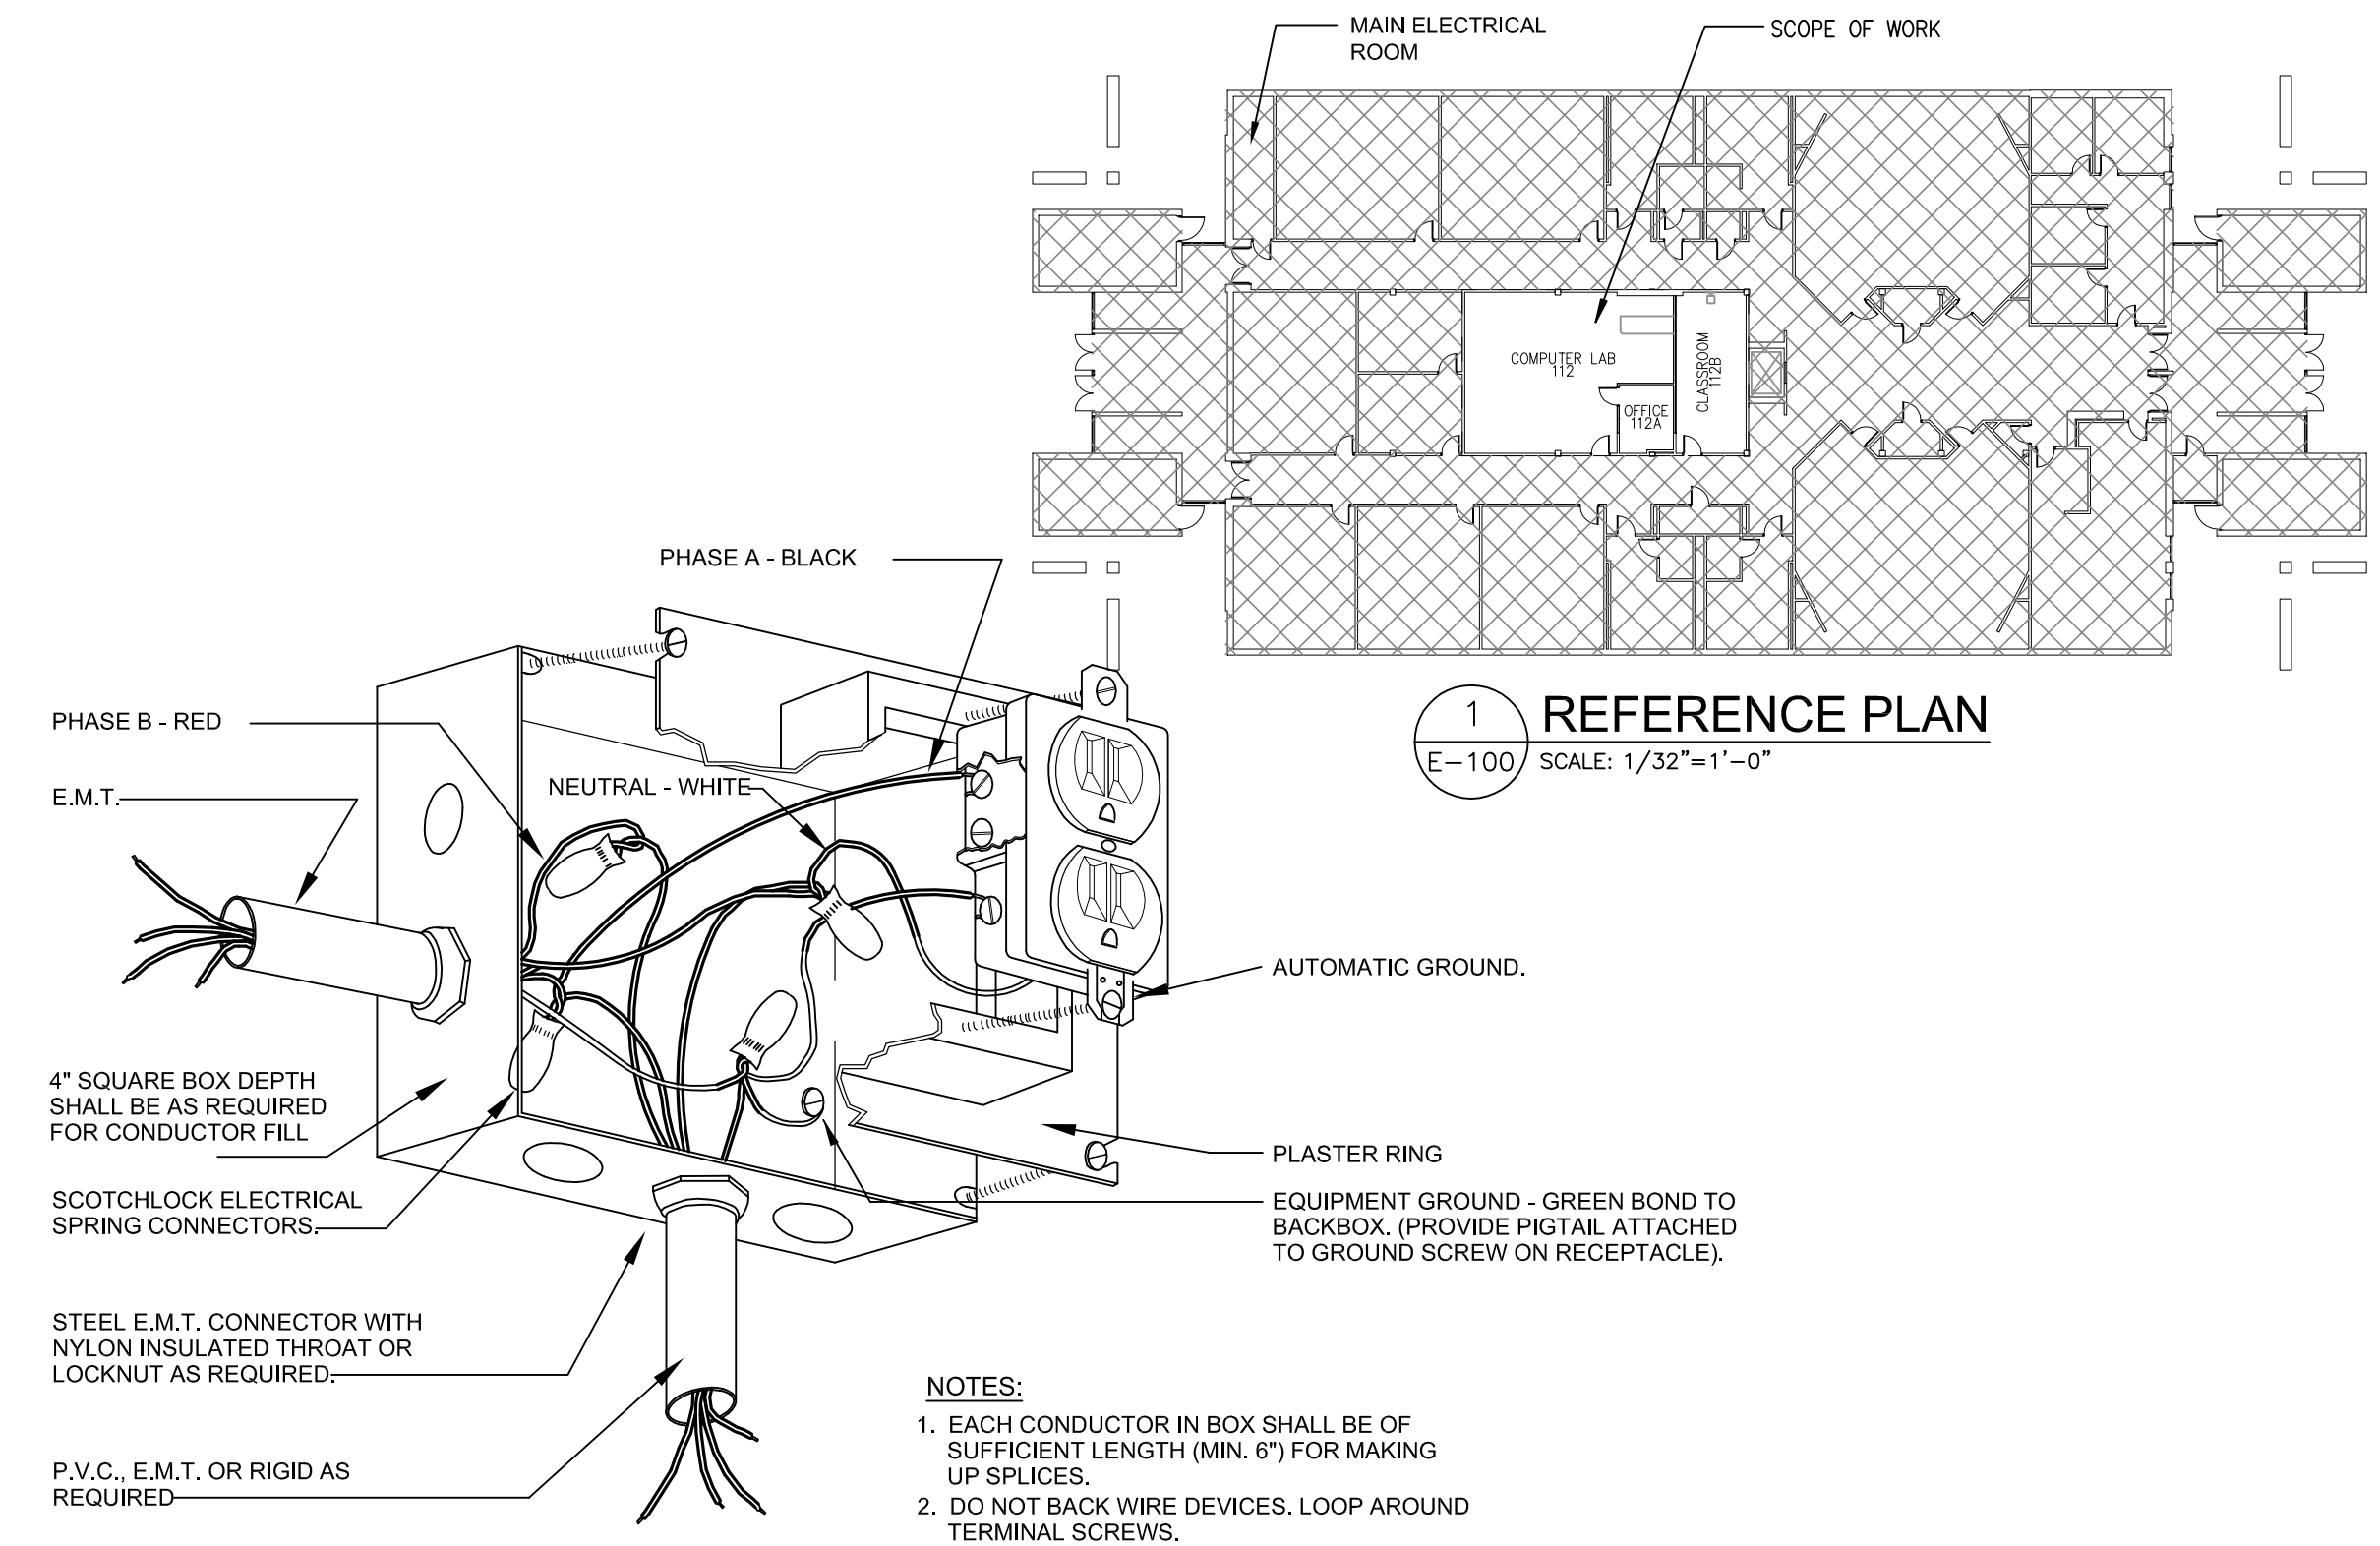 MAIN ELECTRICAL
ROOM
SCOPE OF WORK
COMPUTER LAB
112
OFFICE
112A
CLASSROOM
112B
1
E-100
REFERENCE PLAN
SCALE: 1/32"=1'-0"
PHASE A - BLACK
PHASE B - RED
NEUTRAL - WHITE
E.M.T.
AUTOMATIC GROUND.
4" SQUARE BOX DEPTH
SHALL BE AS REQUIRED
FOR CONDUCTOR FILL
PLASTER RING
SCOTCHLOCK ELECTRICAL
SPRING CONNECTORS.
EQUIPMENT GROUND - GREEN BOND TO
BACKBOX. (PROVIDE PIGTAIL ATTACHED
TO GROUND SCREW ON RECEPTACLE).
STEEL E.M.T. CONNECTOR WITH
NYLON INSULATED THROAT OR
LOCKNUT AS REQUIRED.
P.V.C., E.M.T. OR RIGID AS
REQUIRED
NOTES:
1. EACH CONDUCTOR IN BOX SHALL BE OF
SUFFICIENT LENGTH (MIN. 6") FOR MAKING
UP SPLICES.
2. DO NOT BACK WIRE DEVICES. LOOP AROUND
TERMINAL SCREWS.